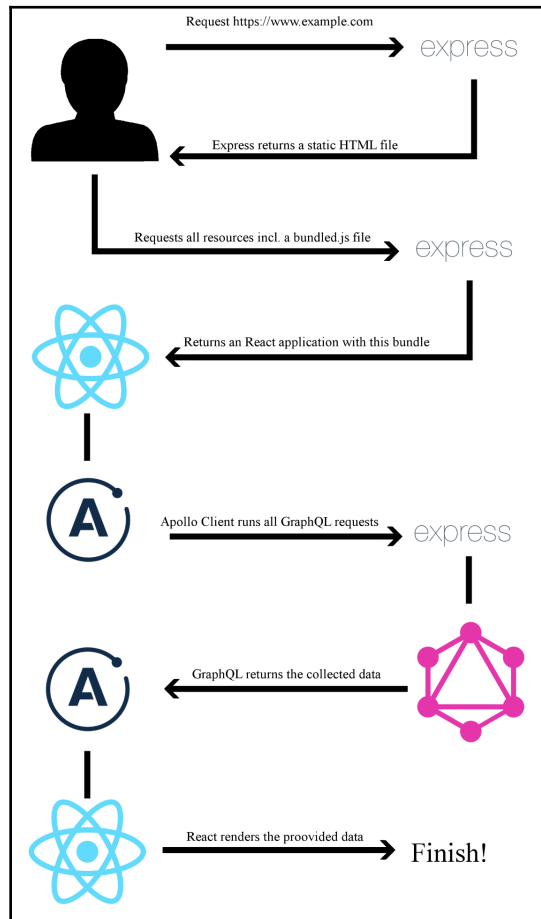 Request https://www.example.com
express
Express returns a static HTML file
Requests all resources incl. a bundled.js file
express
Returns an React application with this bundle
A
Apollo Client runs all GraphQL requests
express
A
GraphQL returns the collected data
React renders the proovided data
Finish!